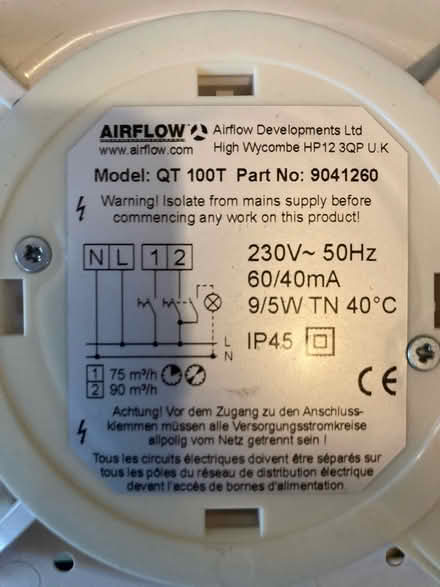 AIRFLOW Airflow Developments Ltd
www.airflow.com High Wycombe HP12 3QP U.K
Model: QT 100T Part No: 9041260
Warning! Isolate from mains supply before
commencing any work on this product!
N L 1 2
230V~ 50Hz
60/40mA
9/5W TN 40°C
IP45
L
N
1 75 m³/h
2 90 m³/h
CE
Achtung! Vor dem Zugang zu den Anschluss-
klemmen müssen alle Versorgungsstromkreise
allpolig vom Netz getrennt sein !
Tous les circuits électriques doivent être séparés sur
tous les pôles du réseau de distribution électrique
devant l'accès de bornes d'alimentation.